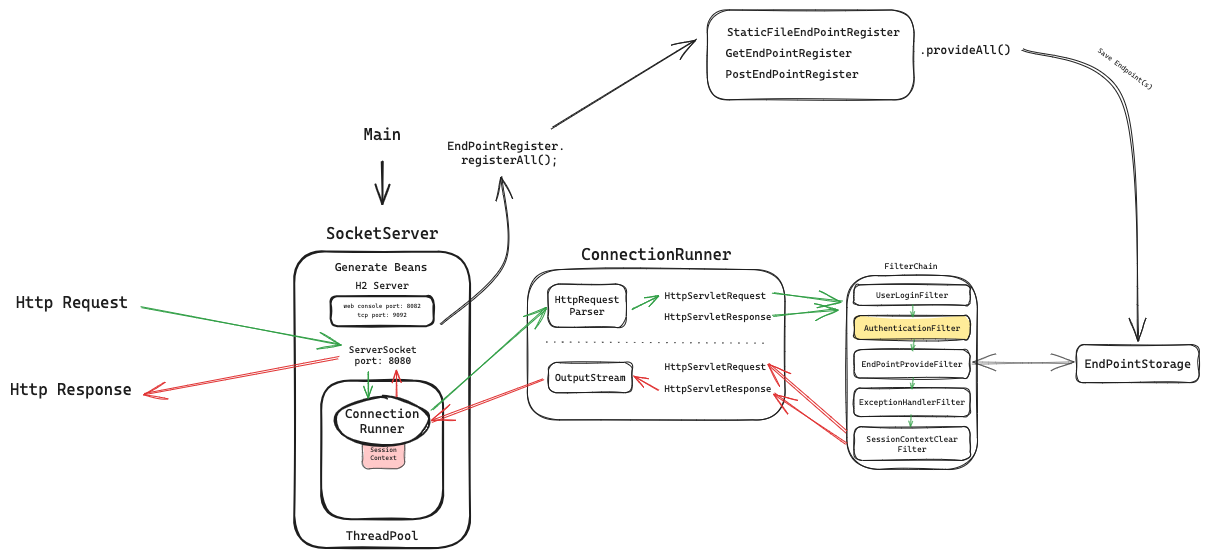 StaticFileEndPointRegister
GetEndPointRegister
PostEndPointRegister
.provideAll()
Save Endpoint(s)
Main
EndPointRegister.
registerAll();
SocketServer
Generate Beans
H2 Server
web console port: 8082
tcp port: 9092
Http Request
Http Response
ServerSocket
port: 8080
Connection
Runner
Session
Context
ThreadPool
ConnectionRunner
HttpRequest
Parser
HttpServletRequest
HttpServletResponse
OutputStream
HttpServletRequest
HttpServletResponse
FilterChain
UserLoginFilter
AuthenticationFilter
EndPointProvideFilter
ExceptionHandlerFilter
SessionContextClear
Filter
EndPointStorage